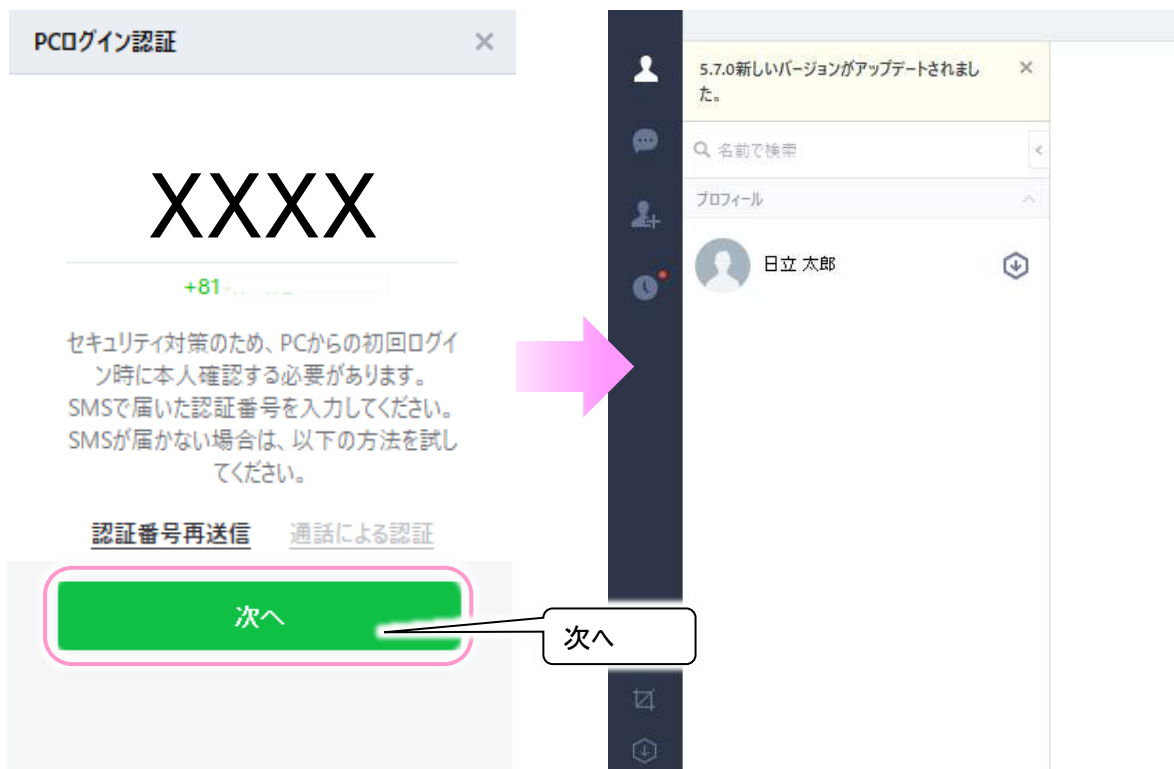 PCログイン認証
XXXX
+81
セキュリティ対策のため、PCからの初回ログイ
ン時に本人確認する必要があります。
SMSで届いた認証番号を入力してください。
SMSが届かない場合は、以下の方法を試し
てください。
認証番号再送信 通話による認証
次へ
次へ
5.7.0新しいバージョンがアップデートされまし
た。
名前で検索
プロフィール
日立 太郎